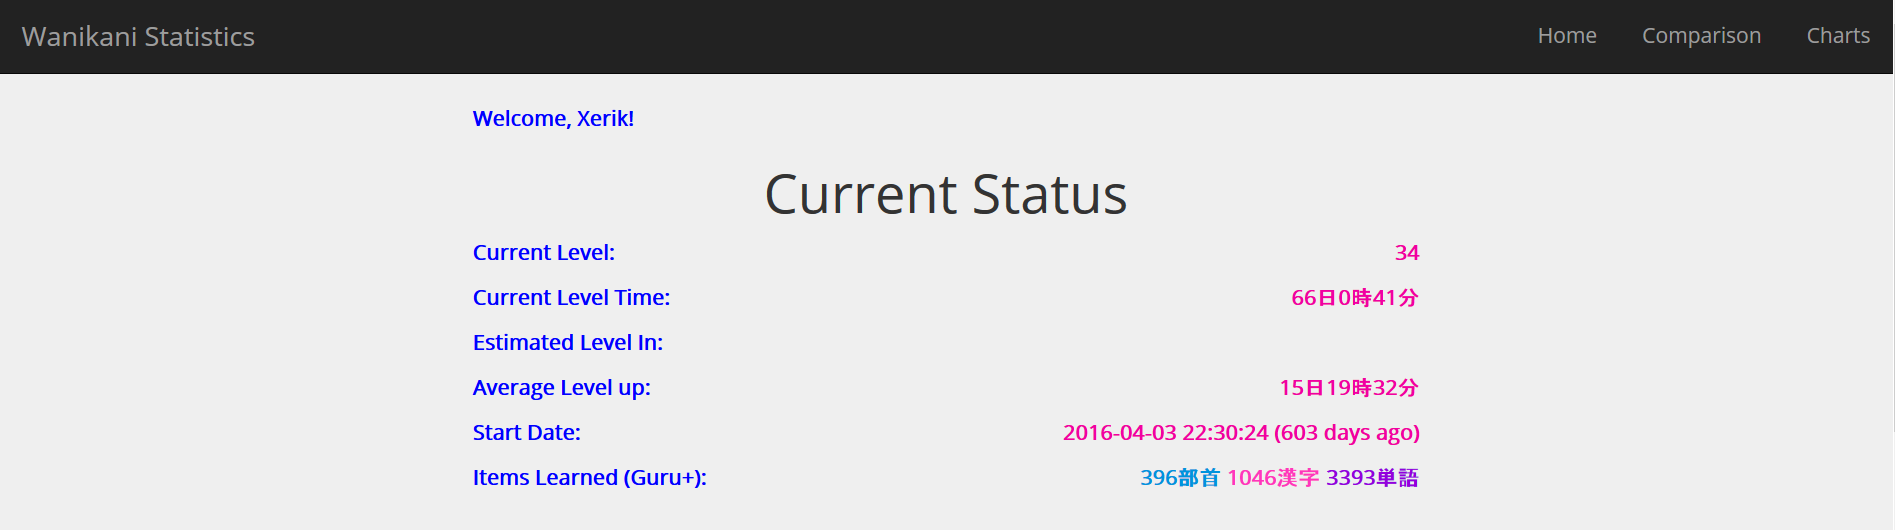 Wanikani Statistics Home Comparison Charts
Welcome, Xerik!
Current Status
Current Level: 34
Current Level Time: 66日0時41分
Estimated Level In:
Average Level up: 15日19時32分
Start Date: 2016-04-03 22:30:24 (603 days ago)
Items Learned (Guru+): 396部首 1046漢字 3393単語